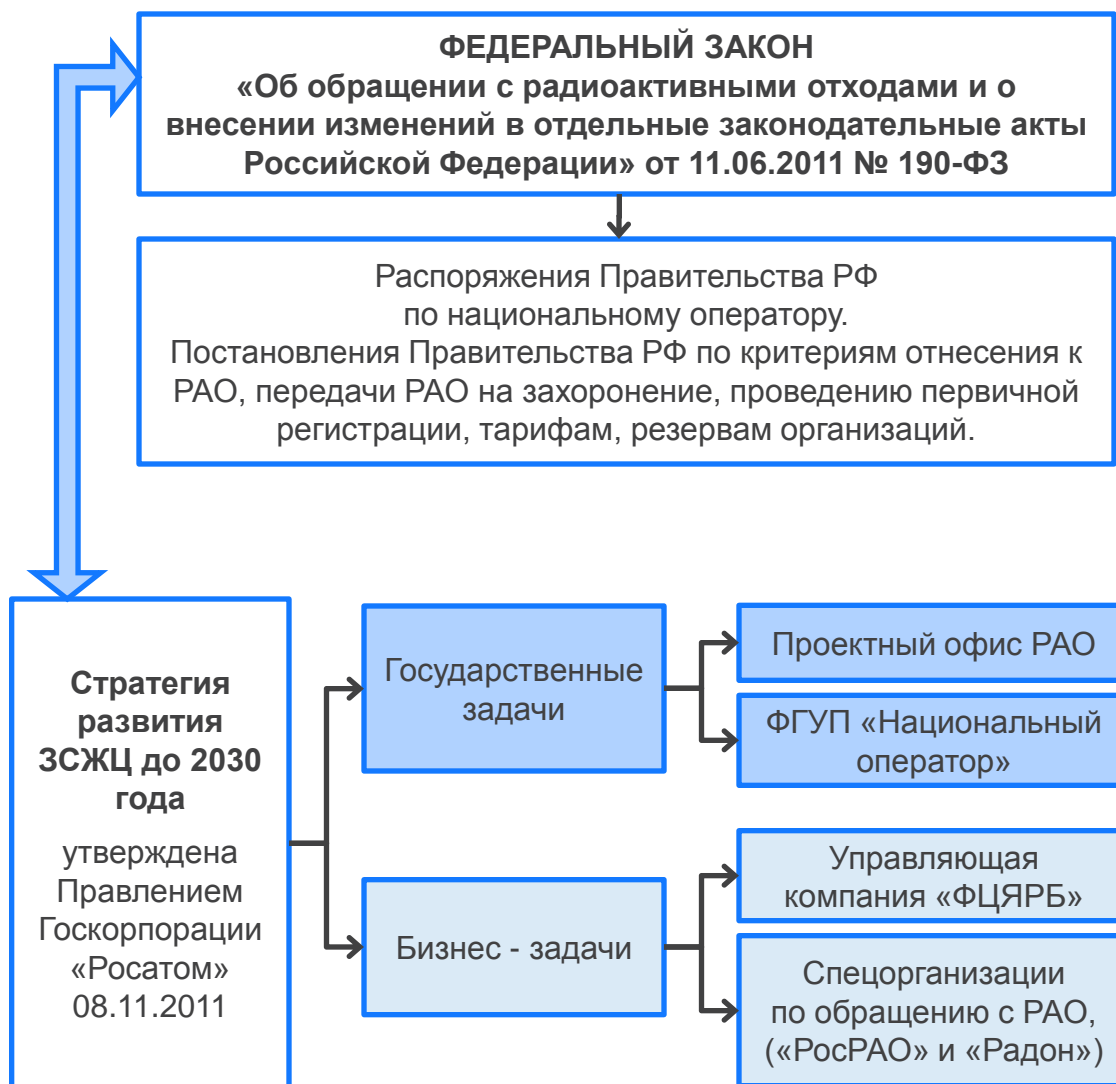 ФЕДЕРАЛЬНЫЙ ЗАКОН
«Об обращении с радиоактивными отходами и о
внесении изменений в отдельные законодательные акты
Российской Федерации» от 11.06.2011 № 190-ФЗ
Распоряжения Правительства РФ
по национальному оператору.
Постановления Правительства РФ по критериям отнесения к
РАО, передачи РАО на захоронение, проведению первичной
регистрации, тарифам, резервам организаций.
Стратегия
развития
ЗСЖЦ до 2030
года
утверждена
Правлением
Госкорпорации
«Росатом»
08.11.2011
Государственные
задачи
Проектный офис РАО
ФГУП «Национальный
оператор»
Бизнес - задачи
Управляющая
компания «ФЦЯРБ»
Спецорганизации
по обращению с РАО,
(«РосРАО» и «Радон»)